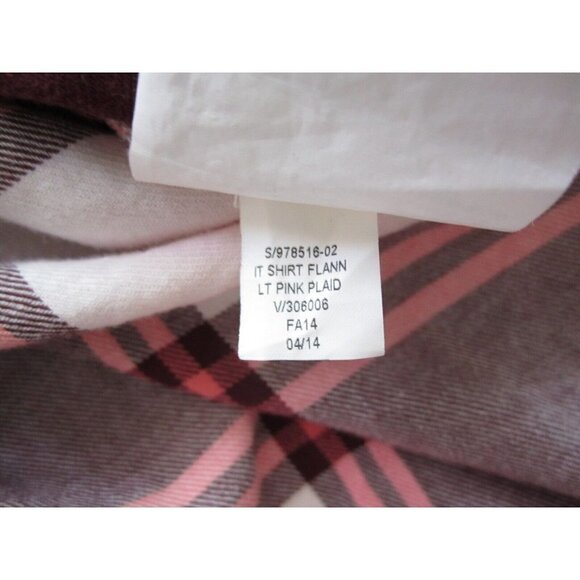 S/978516-02
IT SHIRT FLANN
LT PINK PLAID
V/306006
FA14
04/14